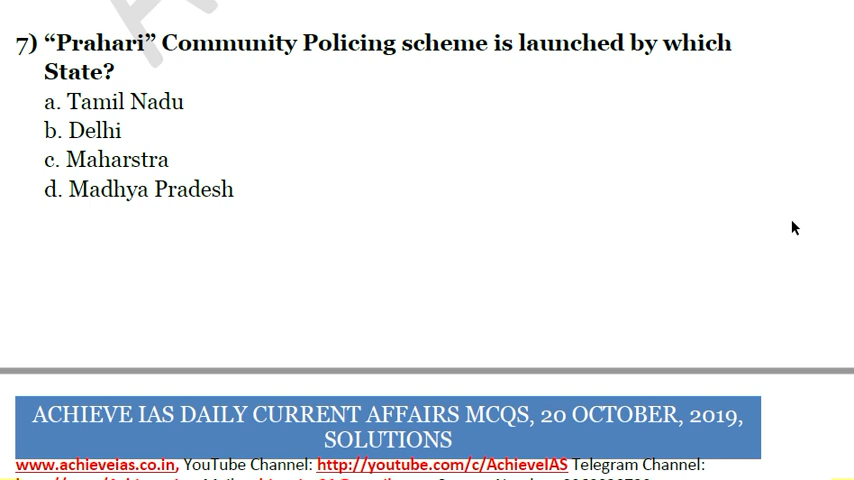 7) “Prahari” Community Policing scheme is launched by which
State?
a. Tamil Nadu
b. Delhi
c. Maharstra
d. Madhya Pradesh
ACHIEVE IAS DAILY CURRENT AFFAIRS MCQS, 20 OCTOBER, 2019,
SOLUTIONS
www.achieveias.co.in, YouTube Channel: http://youtube.com/c/AchieveIAS Telegram Channel: